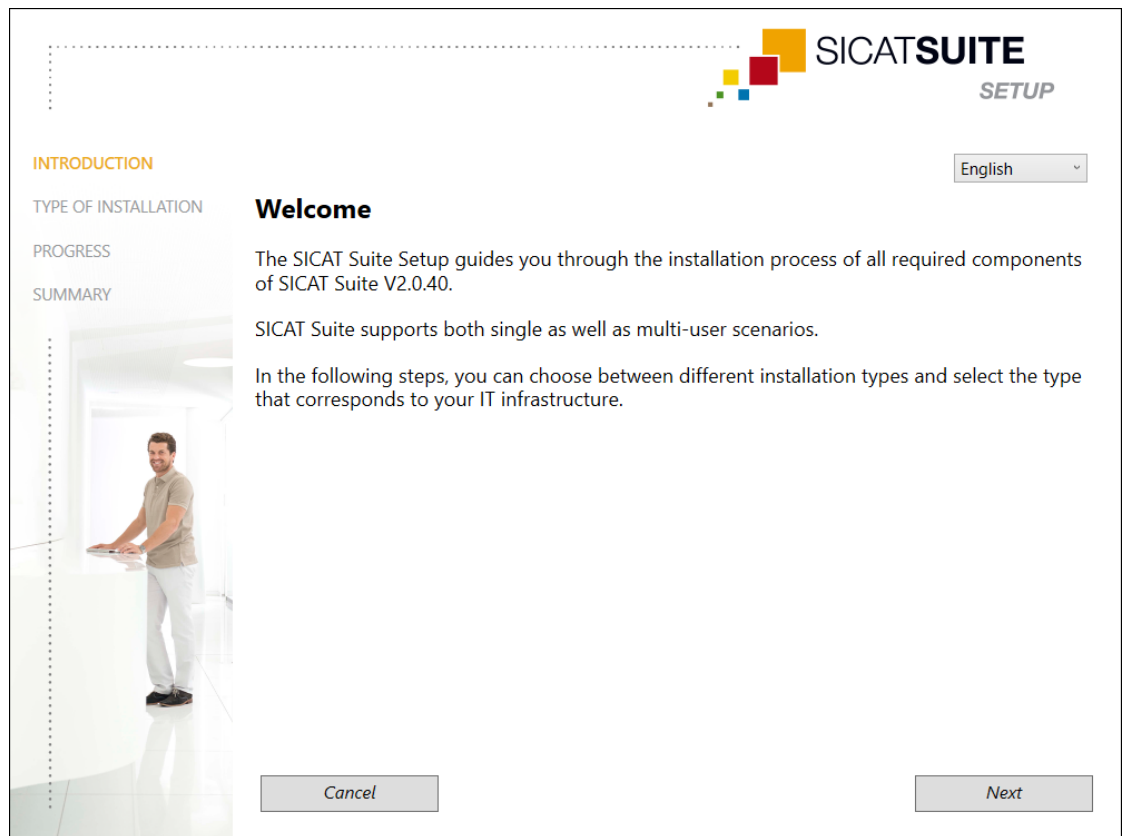 SICATSUITE
SETUP
INTRODUCTION
TYPE OF INSTALLATION
PROGRESS
SUMMARY
English
Welcome
The SICAT Suite Setup guides you through the installation process of all required components
of SICAT Suite V2.0.40.
SICAT Suite supports both single as well as multi-user scenarios.
In the following steps, you can choose between different installation types and select the type
that corresponds to your IT infrastructure.
Cancel
Next